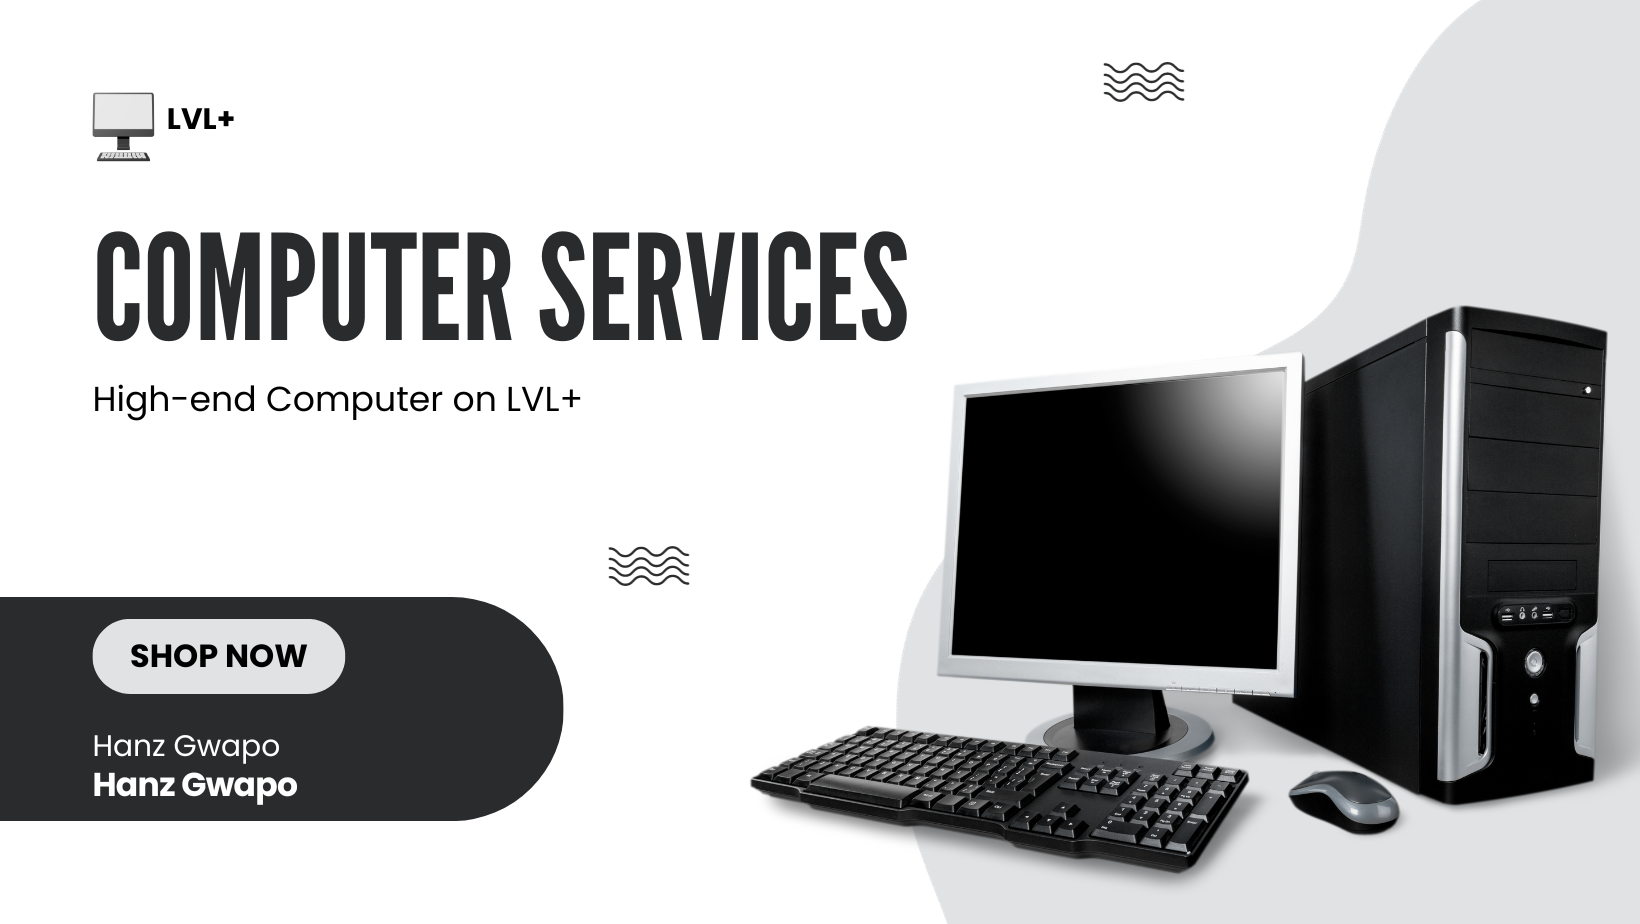 LVL+
COMPUTER SERVICES
High-end Computer on LVL+
SHOP NOW
Hanz Gwapo
Hanz Gwapo